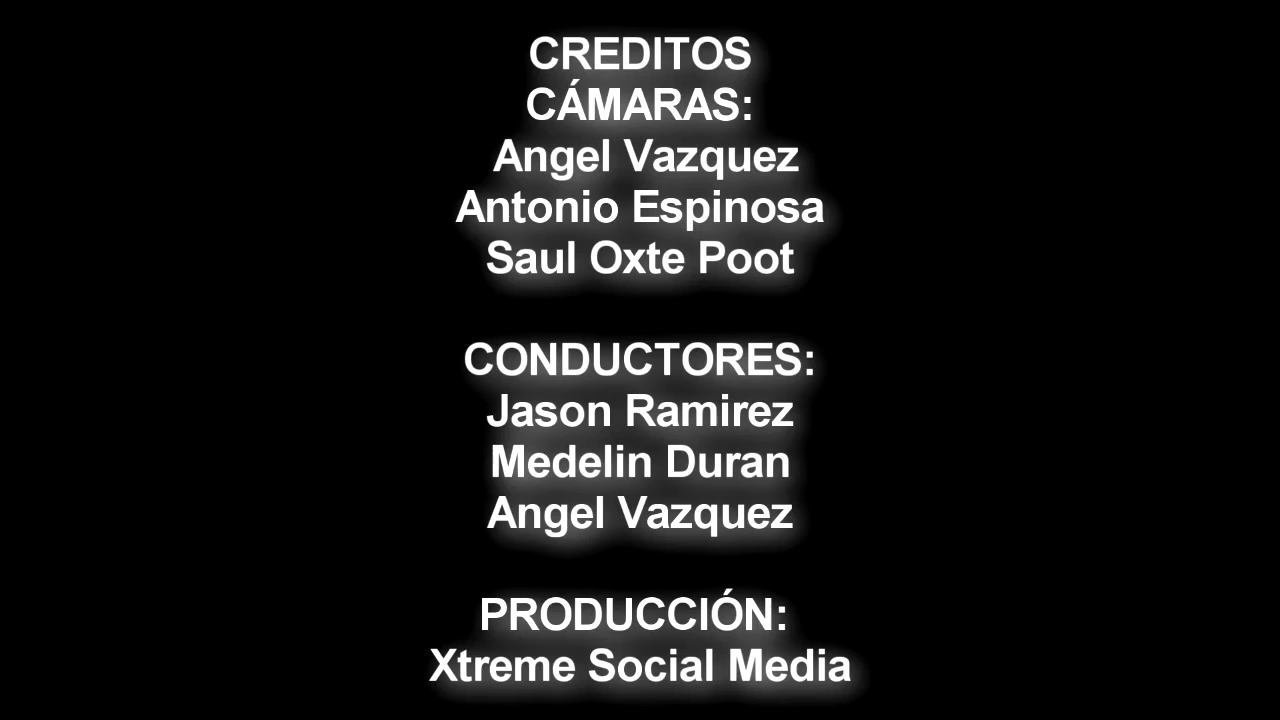 CREDITOS
CÁMARAS:
Angel Vazquez
Antonio Espinosa
Saul Oxte Poot
CONDUCTORES:
Jason Ramirez
Medelin Duran
Angel Vazquez
PRODUCCIÓN:
Xtreme Social Media